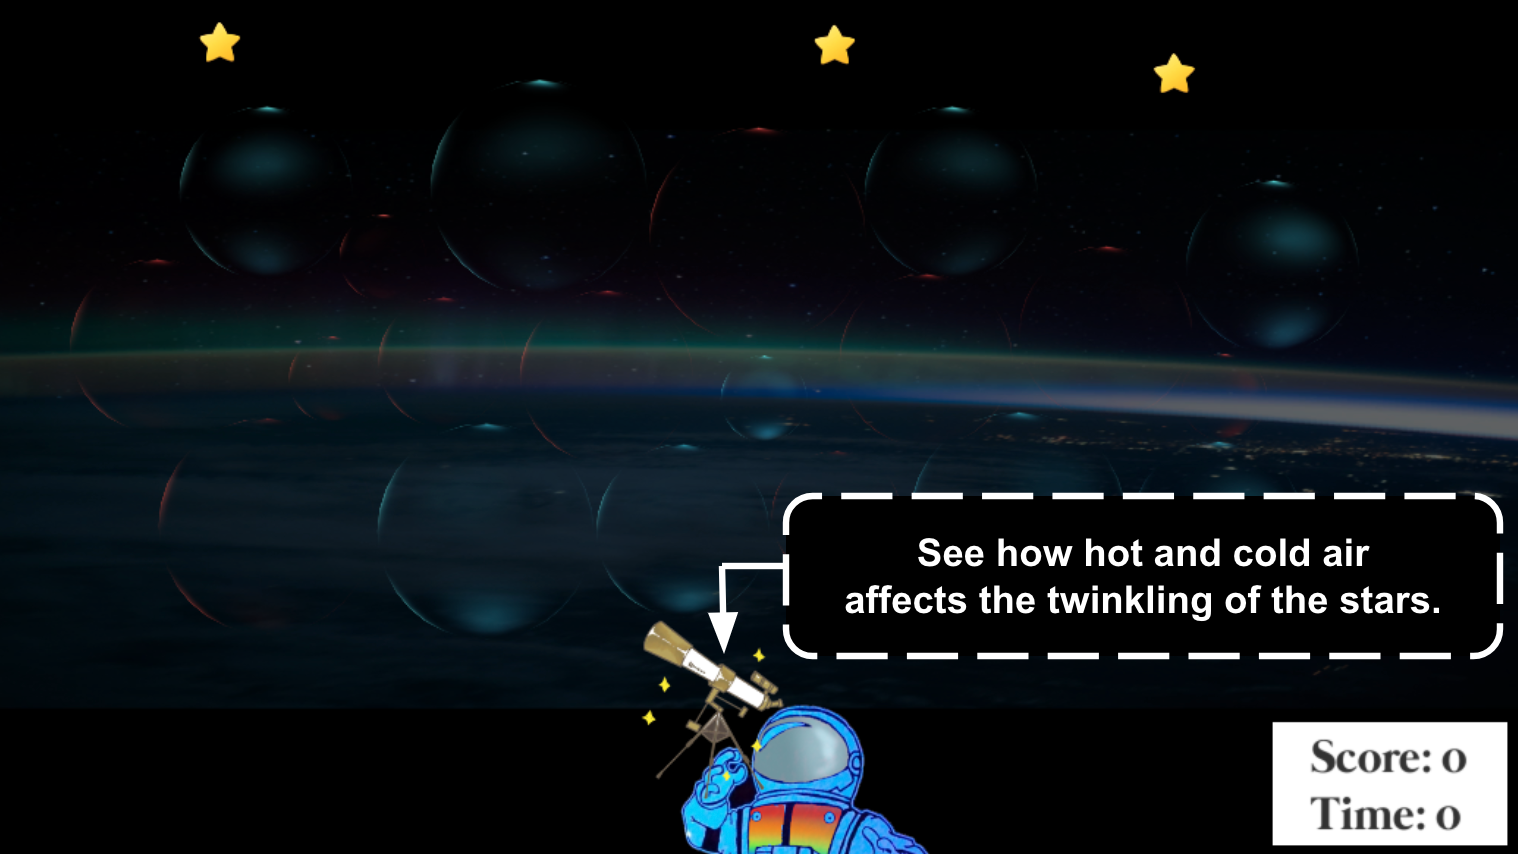 See how hot and cold air
affects the twinkling of the stars.
Score: 0
Time: 0